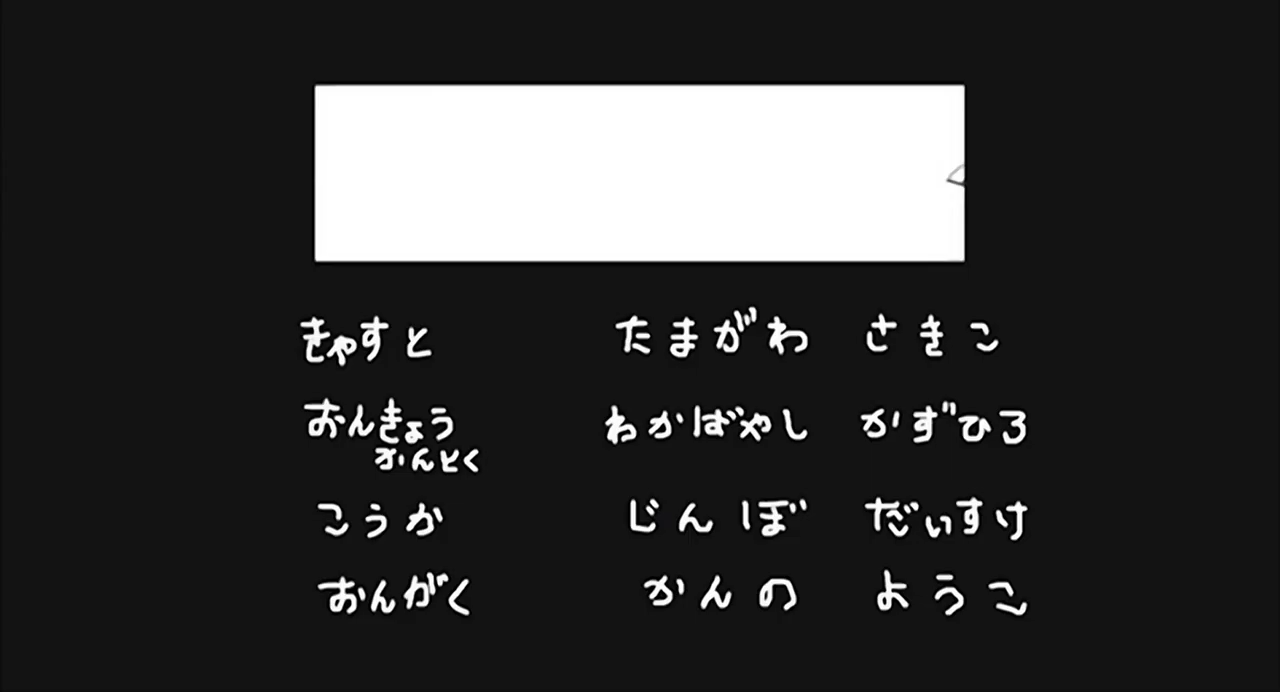 きゃすと たまがわ さきこ
おんきょう わかばやし かずひろ
かんとく
こうか じんぼ だいすけ
おんがく かんの ようこ